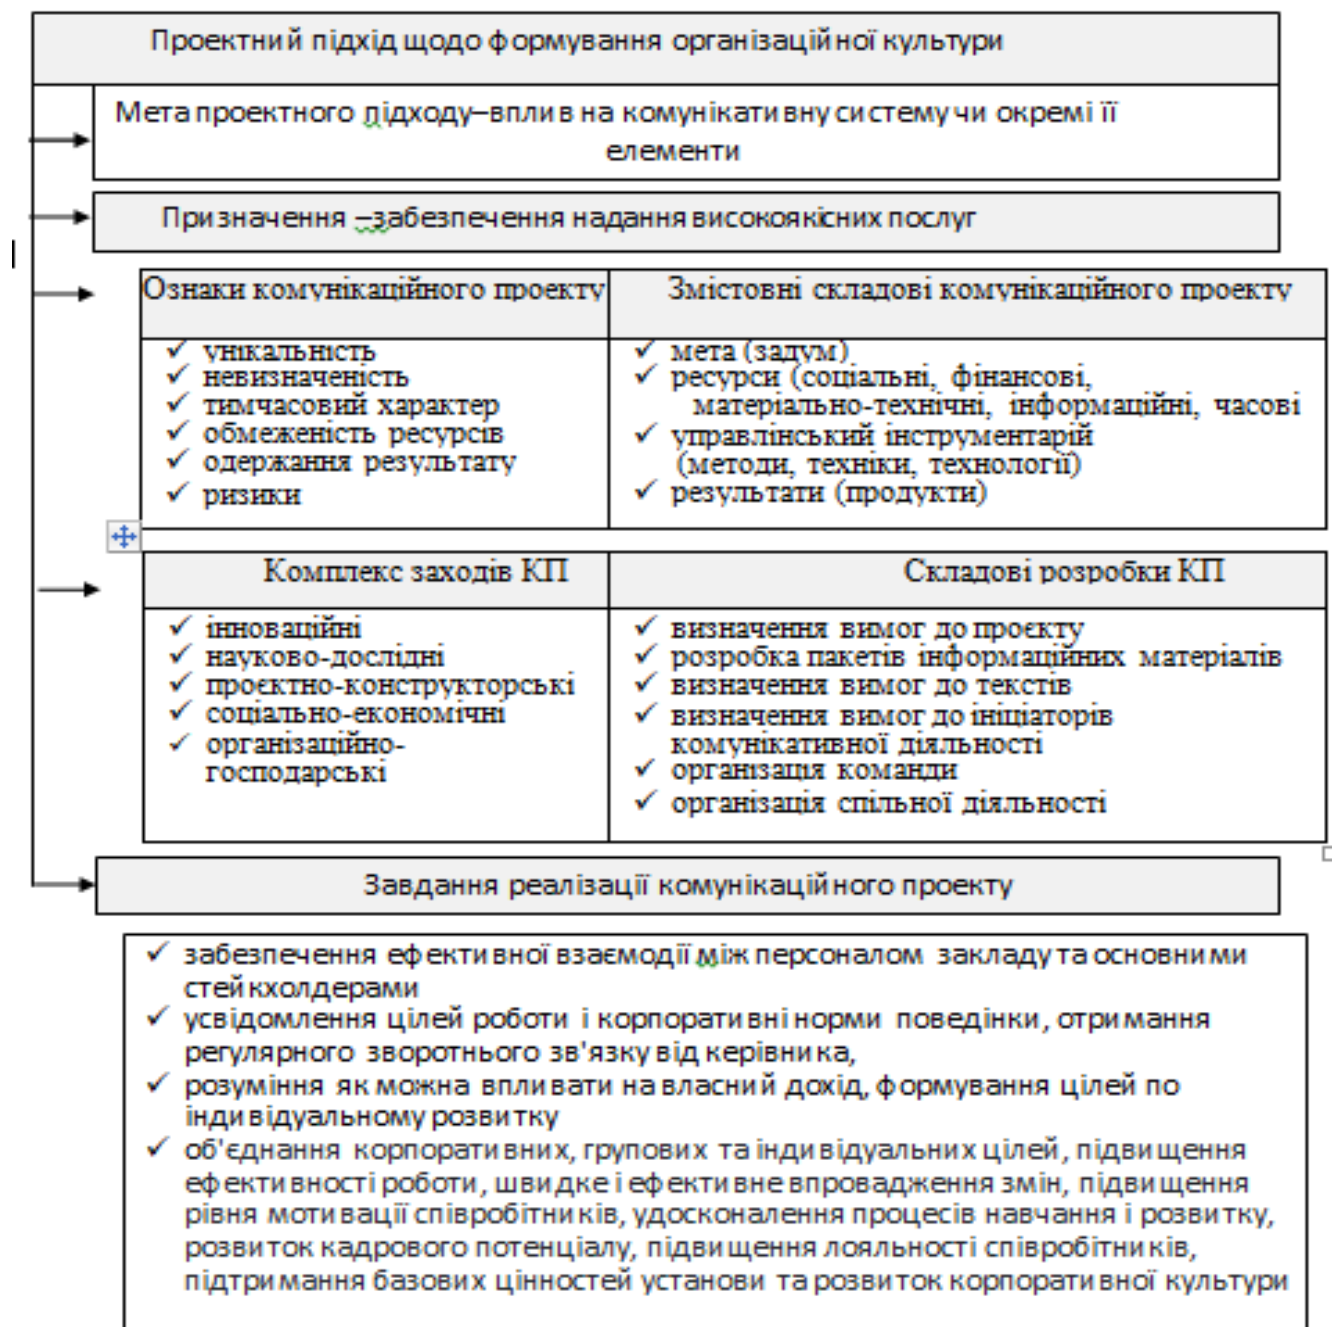 Проектний підхід щодо формування організаційної культури
Мета проектного підходу–вплив на комунікативну систему чи окремі її
елементи
Призначення –забезпечення надання високоякісних послуг
Ознаки комунікаційного проекту
унікальність
невизначеність
тимчасовий характер
обмеженість ресурсів
одержання результату
ризики
Змістовні складові комунікаційного проекту
мета (задум)
ресурси (соціальні, фінансові,
матеріально-технічні, інформаційні, часові
управлінський інструментарій
(методи, техніки, технології)
результати (продукти)
Комплекс заходів КП
інноваційні
науково-дослідні
проєктно-конструкторські
соціально-економічні
організаційно-
господарські
Складові розробки КП
визначення вимог до проєкту
розробка пакетів інформаційних матеріалів
визначення вимог до текстів
визначення вимог до ініціаторів
комунікативної діяльності
організація команди
організація спільної діяльності
Завдання реалізації комунікаційного проекту
забезпечення ефективної взаємодії між персоналом закладу та основними
стейкхолдерами
усвідомлення цілей роботи і корпоративні норми поведінки, отримання
регулярного зворотнього зв'язку від керівника,
розуміння як можна впливати на власний дохід, формування цілей по
індивідуальному розвитку
об'єднання корпоративних, групових та індивідуальних цілей, підвищення
ефективності роботи, швидке і ефективне впровадження змін, підвищення
рівня мотивації співробітників, удосконалення процесів навчання і розвитку,
розвиток кадрового потенціалу, підвищення лояльності співробітників,
підтримання базових цінностей установи та розвиток корпоративної культури